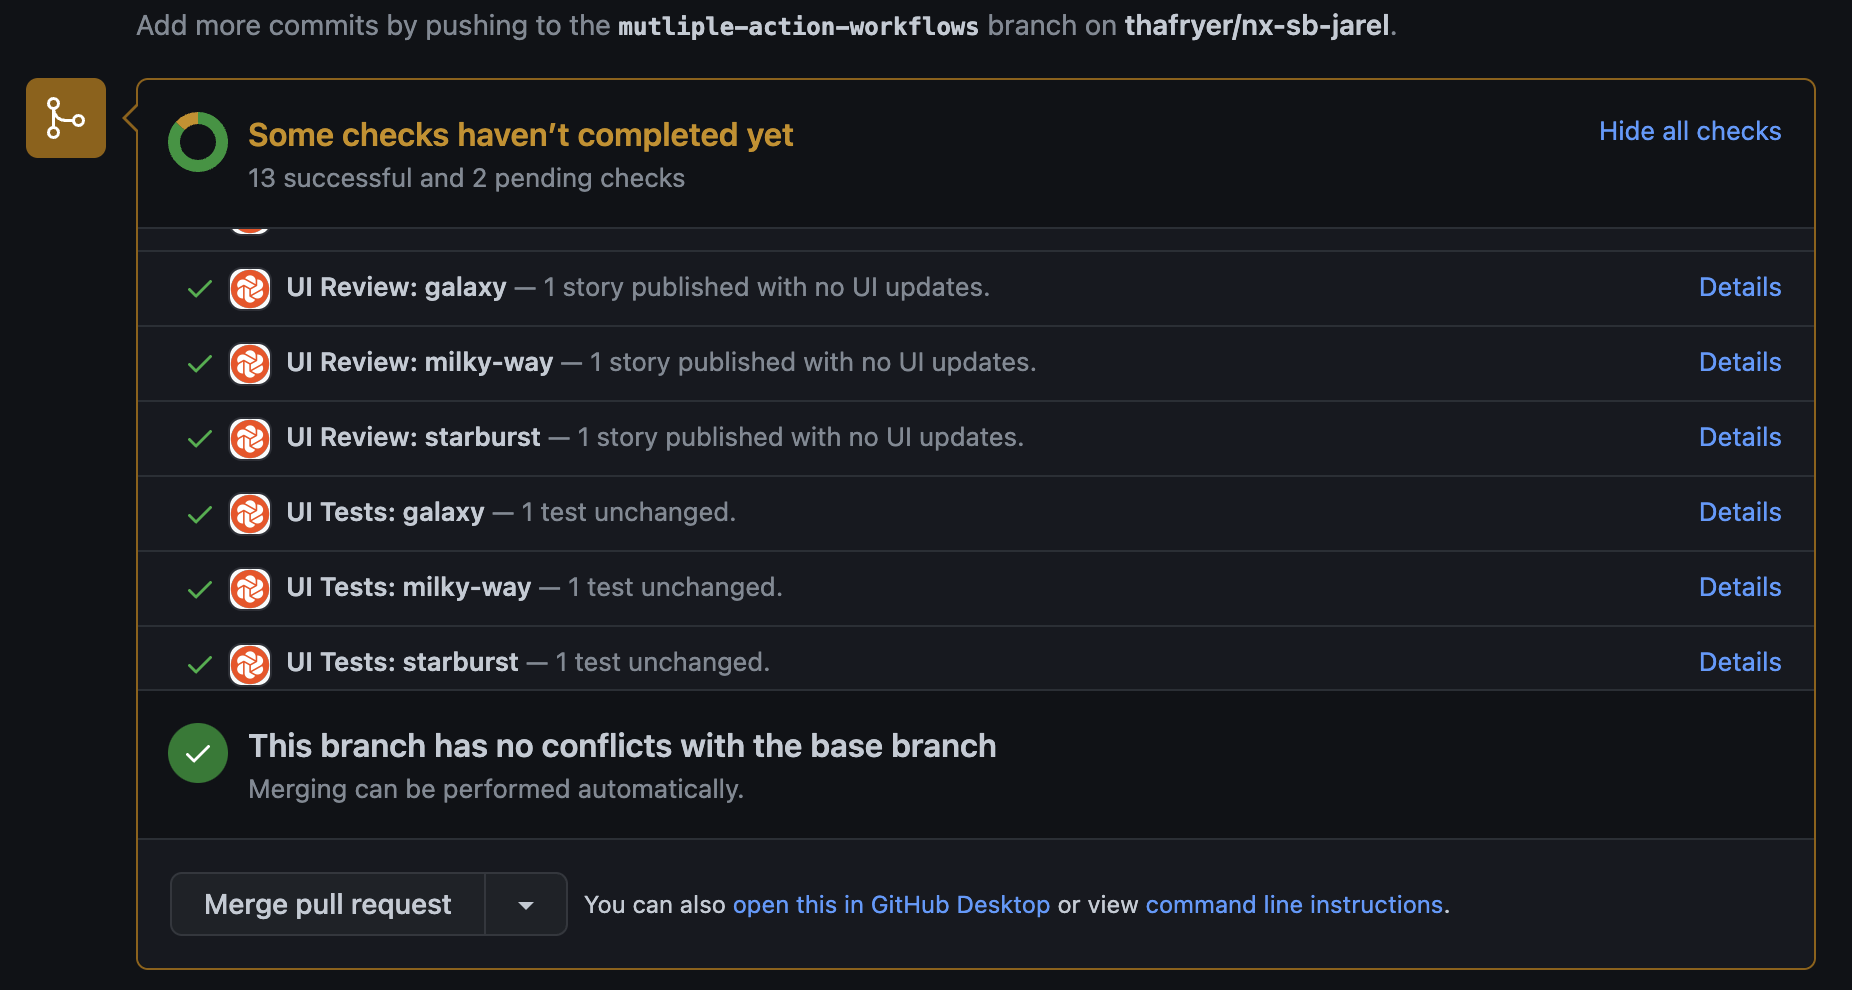 Add more commits by pushing to the mutliple-action-workflows branch on thafryer/nx-sb-jarel.
Some checks haven’t completed yet
Hide all checks
13 successful and 2 pending checks
UI Review: galaxy — 1 story published with no UI updates. Details
UI Review: milky-way — 1 story published with no UI updates. Details
UI Review: starburst — 1 story published with no UI updates. Details
UI Tests: galaxy — 1 test unchanged. Details
UI Tests: milky-way — 1 test unchanged. Details
UI Tests: starburst — 1 test unchanged. Details
This branch has no conflicts with the base branch
Merging can be performed automatically.
Merge pull request You can also open this in GitHub Desktop or view command line instructions.